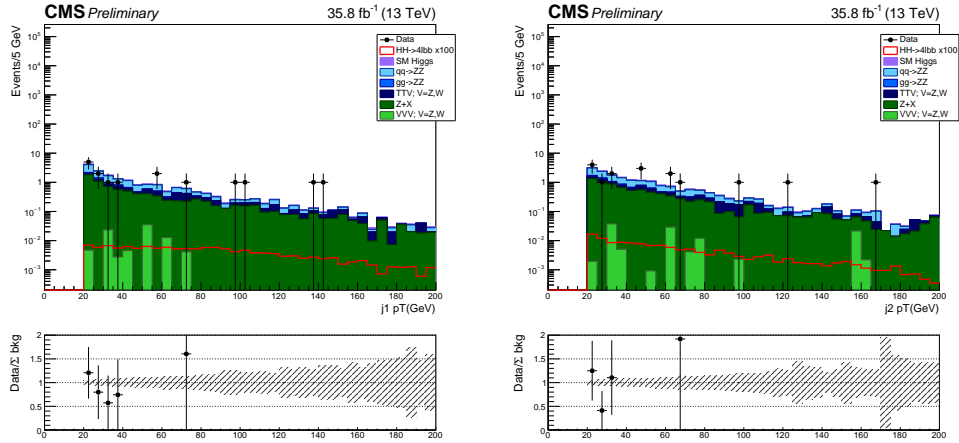 CMS Preliminary 35.8 fb⁻¹ (13 TeV)
Events/5 GeV
10⁵
10⁴
10³
10²
10
1
10⁻¹
10⁻²
10⁻³
Data
HH->4lbb x100
SM Higgs
qq->ZZ
gg->ZZ
TTV; V=Z,W
Z+X
VVV; V=Z,W
0 20 40 60 80 100 120 140 160 180 200
j1 pT(GeV)
Data/Σ bkg
2
1.5
1
0.5
0
0 20 40 60 80 100 120 140 160 180 200
CMS Preliminary 35.8 fb⁻¹ (13 TeV)
Events/5 GeV
10⁵
10⁴
10³
10²
10
1
10⁻¹
10⁻²
10⁻³
Data
HH->4lbb x100
SM Higgs
qq->ZZ
gg->ZZ
TTV; V=Z,W
Z+X
VVV; V=Z,W
0 20 40 60 80 100 120 140 160 180 200
j2 pT(GeV)
Data/Σ bkg
2
1.5
1
0.5
0
0 20 40 60 80 100 120 140 160 180 200